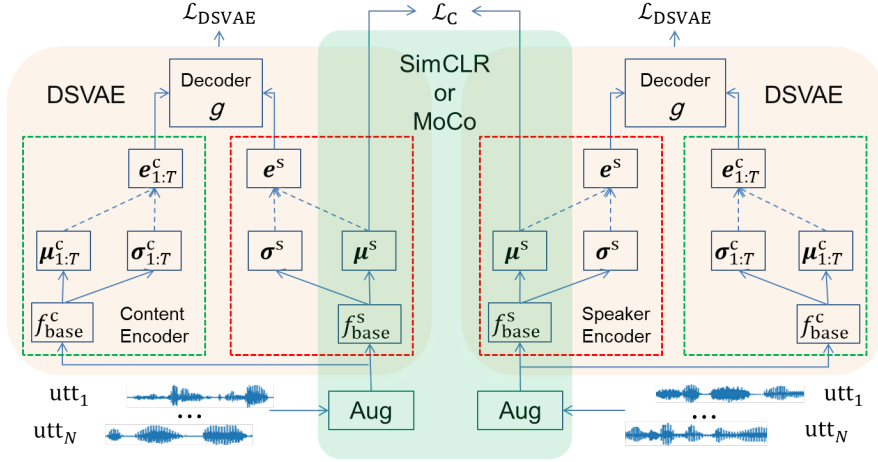 ℒ_DSVAE ℒ_C ℒ_DSVAE
SimCLR
or
MoCo
DSVAE
Decoder
g
Decoder
g
DSVAE
e^c_{1:T} e^s e^s e^c_{1:T}
μ^c_{1:T} σ^c_{1:T} σ^s μ^s μ^s σ^s σ^c_{1:T} μ^c_{1:T}
f^c_base
Content
Encoder
f^s_base f^s_base
Speaker
Encoder
f^c_base
utt_1
...
utt_N
Aug Aug
utt_1
...
utt_N